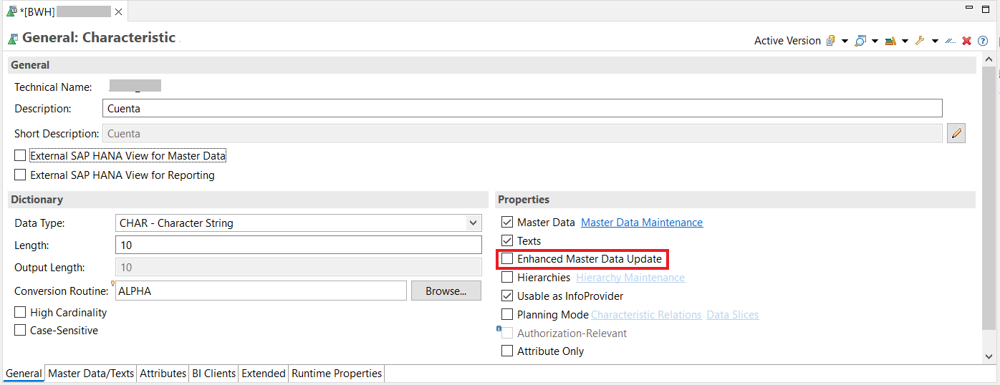 *[BWH]
General: Characteristic
Active Version
General
Technical Name:
Description: Cuenta
Short Description: Cuenta
External SAP HANA View for Master Data
External SAP HANA View for Reporting
Dictionary
Data Type: CHAR - Character String
Length: 10
Output Length: 10
Conversion Routine: ALPHA Browse...
High Cardinality
Case-Sensitive
Properties
Master Data Master Data Maintenance
Texts
Enhanced Master Data Update
Hierarchies Hierarchy Maintenance
Usable as InfoProvider
Planning Mode Characteristic Relations Data Slices
Authorization-Relevant
Attribute Only
General Master Data/Texts Attributes BI Clients Extended Runtime Properties